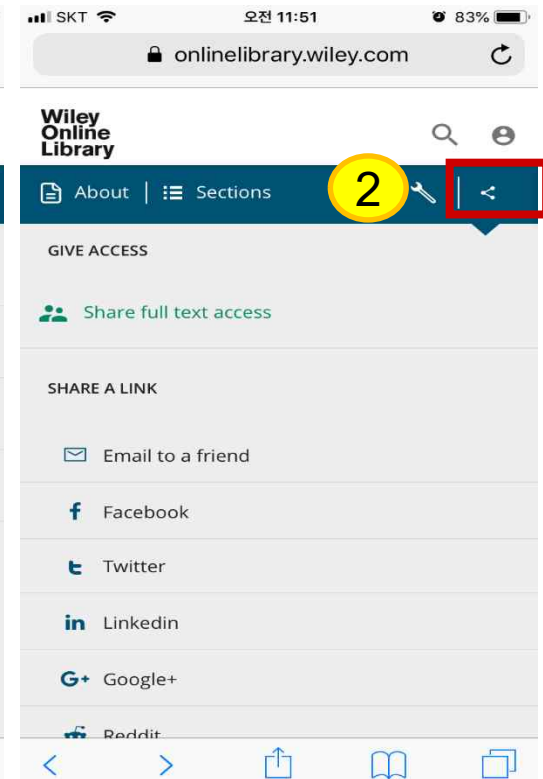 SKT 오전 11:51 83%
onlinelibrary.wiley.com
Wiley
Online
Library
About | Sections 2
GIVE ACCESS
Share full text access
SHARE A LINK
Email to a friend
Facebook
Twitter
Linkedin
Google+
Reddit